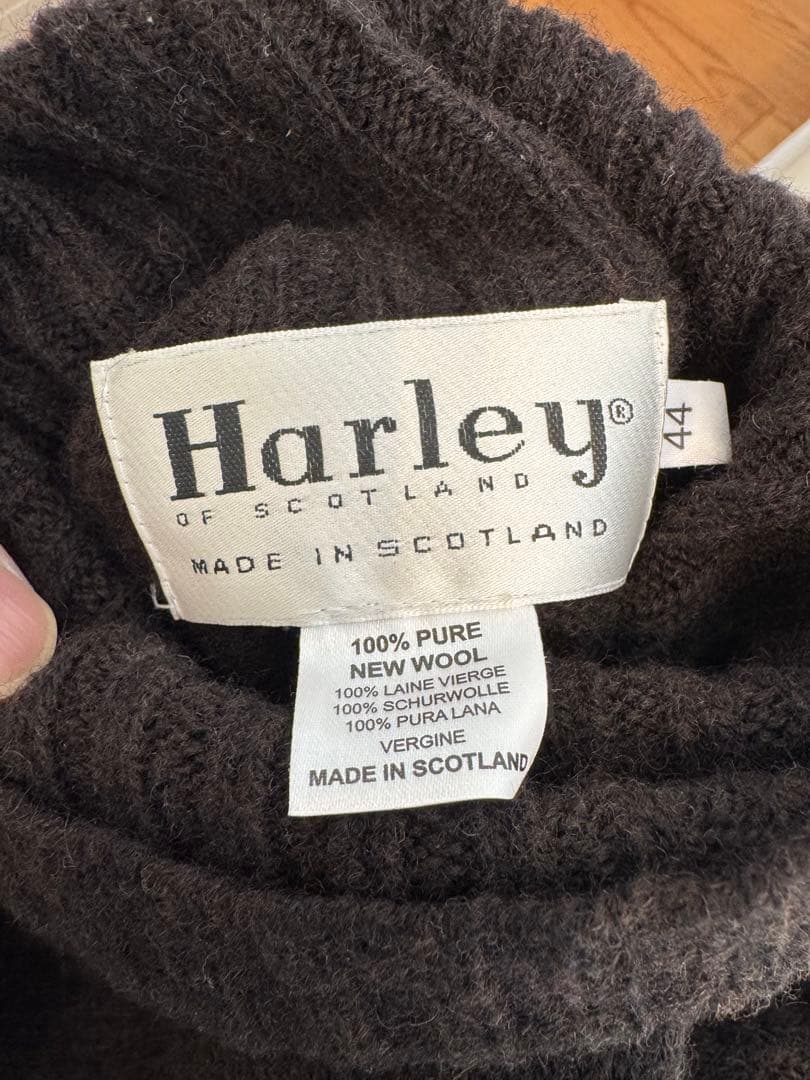 Harley®
OF SCOTLAND
MADE IN SCOTLAND
44
100% PURE
NEW WOOL
100% LAINE VIERGE
100% SCHURWOLLE
100% PURA LANA
VERGINE
MADE IN SCOTLAND